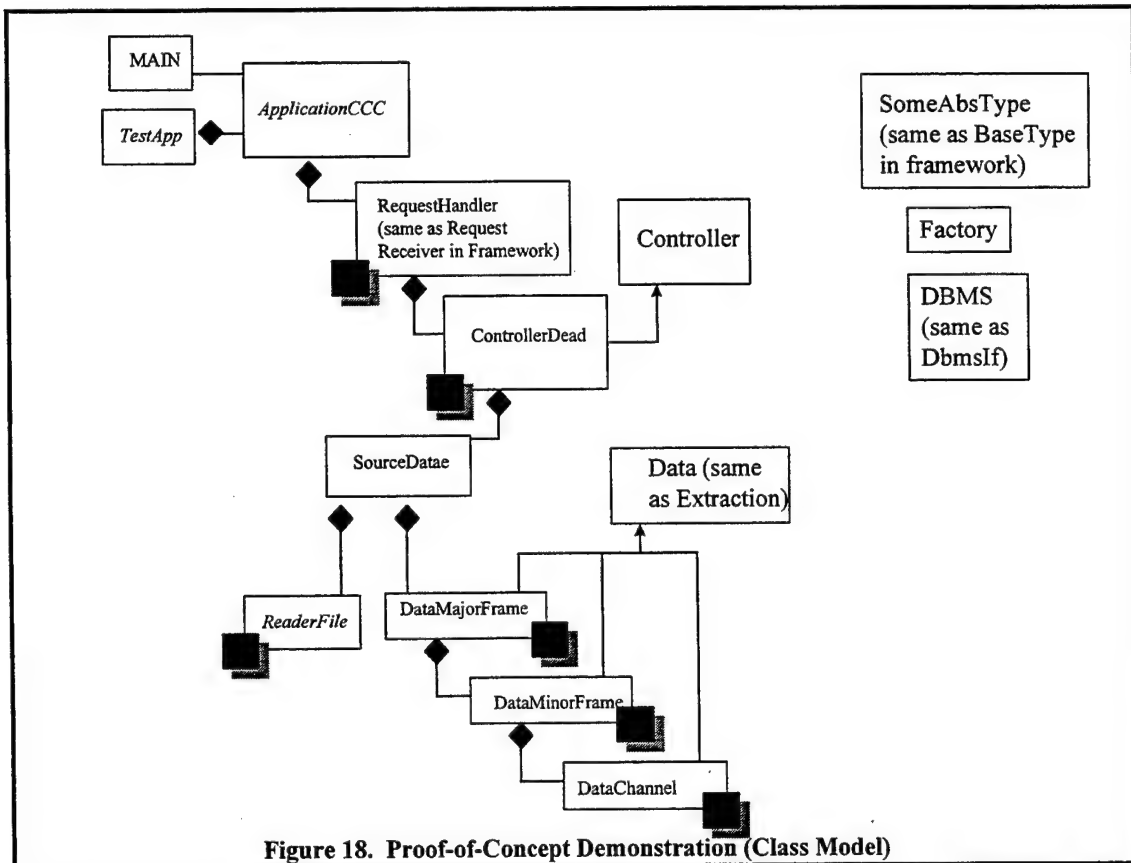 MAIN
TestApp
ApplicationCCC
RequestHandler
(same as Request
Receiver in Framework)
Controller
ControllerDead
SomeAbsType
(same as BaseType
in framework)
Factory
DBMS
(same as
DbmsIf)
SourceDatae
Data (same
as Extraction)
ReaderFile
DataMajorFrame
DataMinorFrame
DataChannel
Figure 18. Proof-of-Concept Demonstration (Class Model)